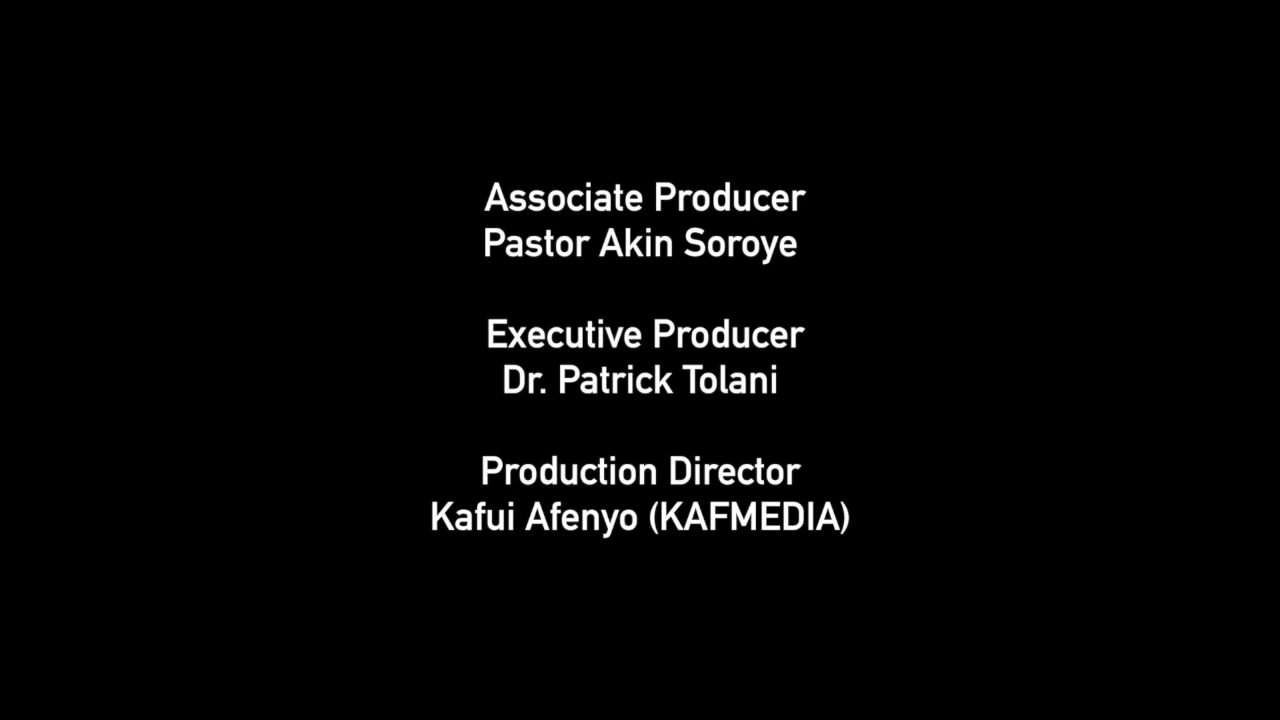 Associate Producer
Pastor Akin Soroye
Executive Producer
Dr. Patrick Tolani
Production Director
Kafui Afenyo (KAFMEDIA)